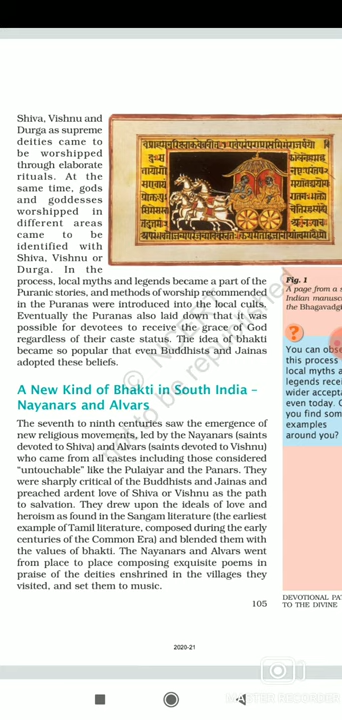 Shiva, Vishnu and
Durga as supreme
deities came to
be worshipped
through elaborate
rituals. At the
same time, gods
and goddesses
worshipped in
different areas
came to be
identified with
Shiva, Vishnu or
Durga. In the
process, local myths and legends became a part of the
Puranic stories, and methods of worship recommended
in the Puranas were introduced into the local cults.
Eventually the Puranas also laid down that it was
possible for devotees to receive the grace of God
regardless of their caste status. The idea of bhakti
became so popular that even Buddhists and Jainas
adopted these beliefs.
Fig. 1
A page from a s
Indian manusc
the Bhagavadgi
?
You can obse
this process
local myths a
legends recei
wider accepta
even today. C
you find som
examples
around you?
A New Kind of Bhakti in South India –
Nayanars and Alvars
The seventh to ninth centuries saw the emergence of
new religious movements, led by the Nayanars (saints
devoted to Shiva) and Alvars (saints devoted to Vishnu)
who came from all castes including those considered
“untouchable” like the Pulaiyar and the Panars. They
were sharply critical of the Buddhists and Jainas and
preached ardent love of Shiva or Vishnu as the path
to salvation. They drew upon the ideals of love and
heroism as found in the Sangam literature (the earliest
example of Tamil literature, composed during the early
centuries of the Common Era) and blended them with
the values of bhakti. The Nayanars and Alvars went
from place to place composing exquisite poems in
praise of the deities enshrined in the villages they
visited, and set them to music.
105
DEVOTIONAL PA
TO THE DIVINE
2020-21
MASTER RECORDER